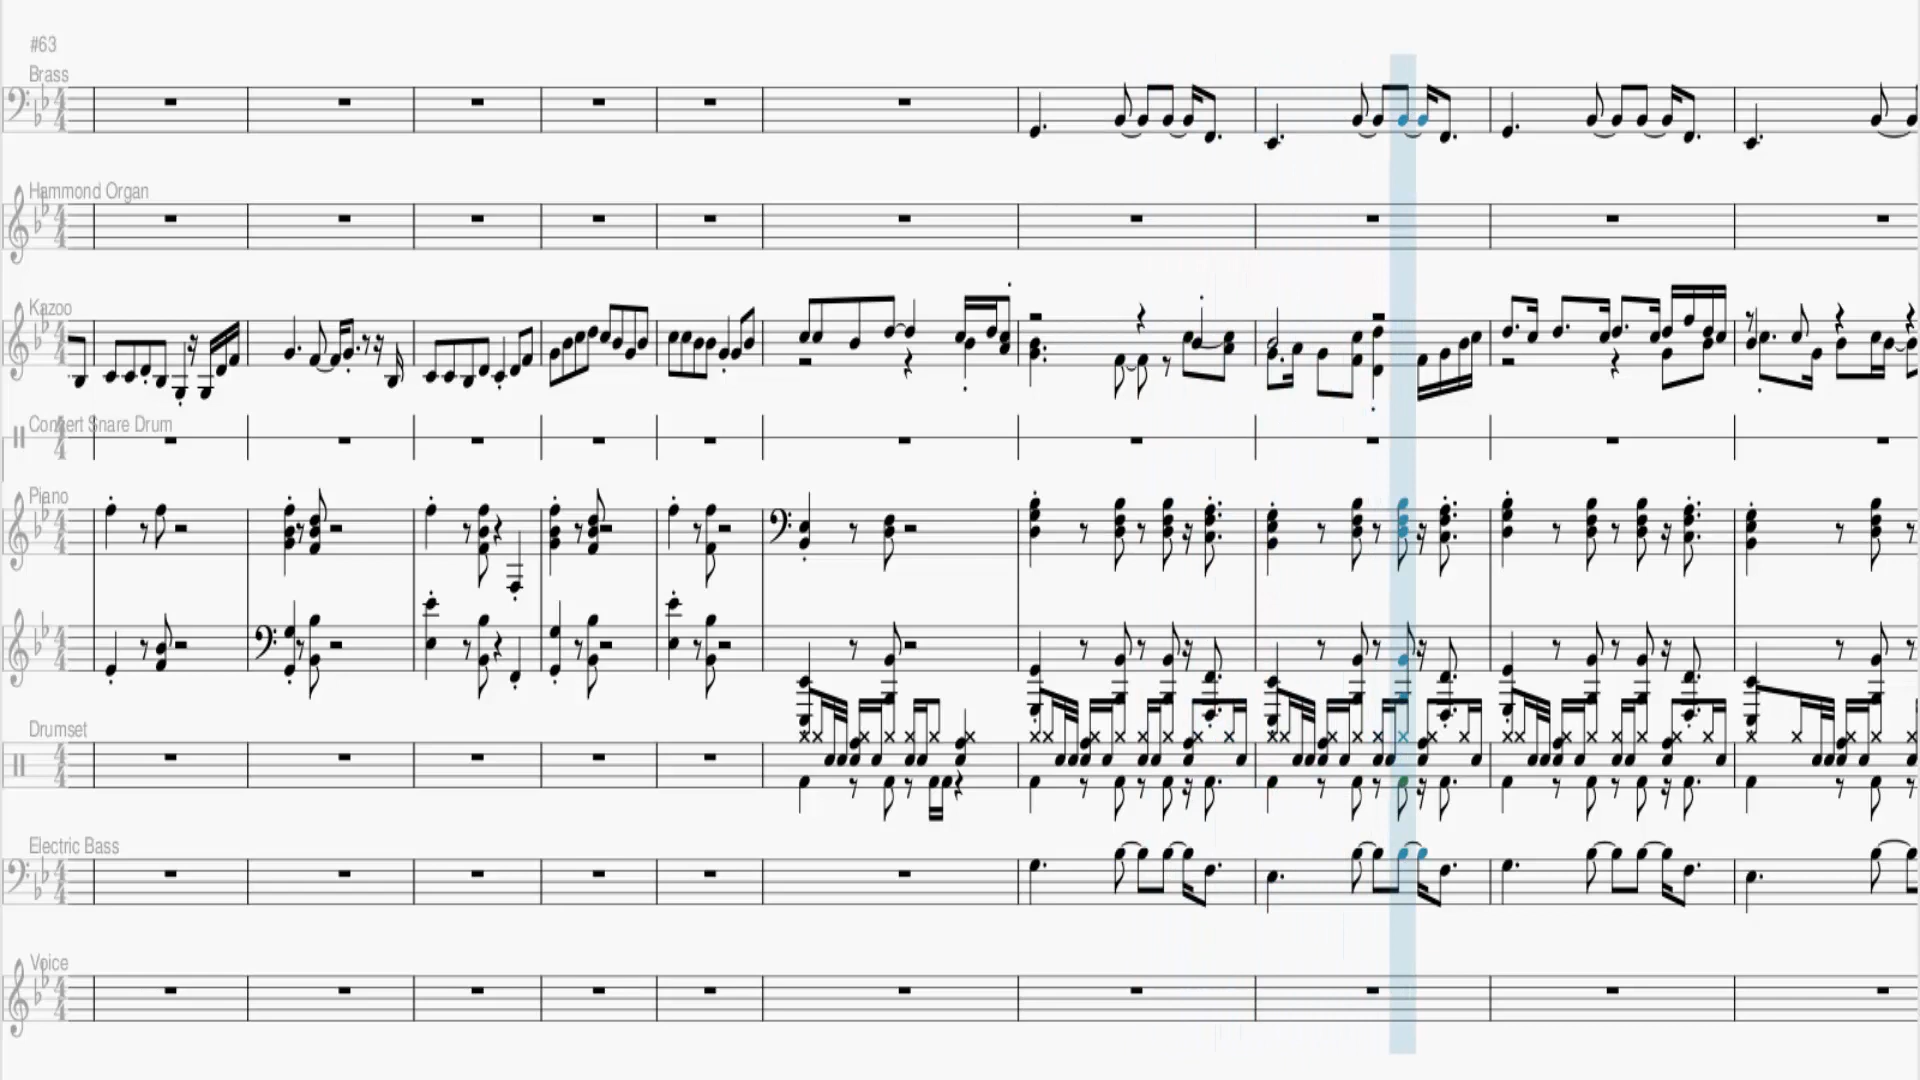 #63
Brass
Hammond Organ
Kazoo
Concert Snare Drum
Piano
Drumset
Electric Bass
Voice